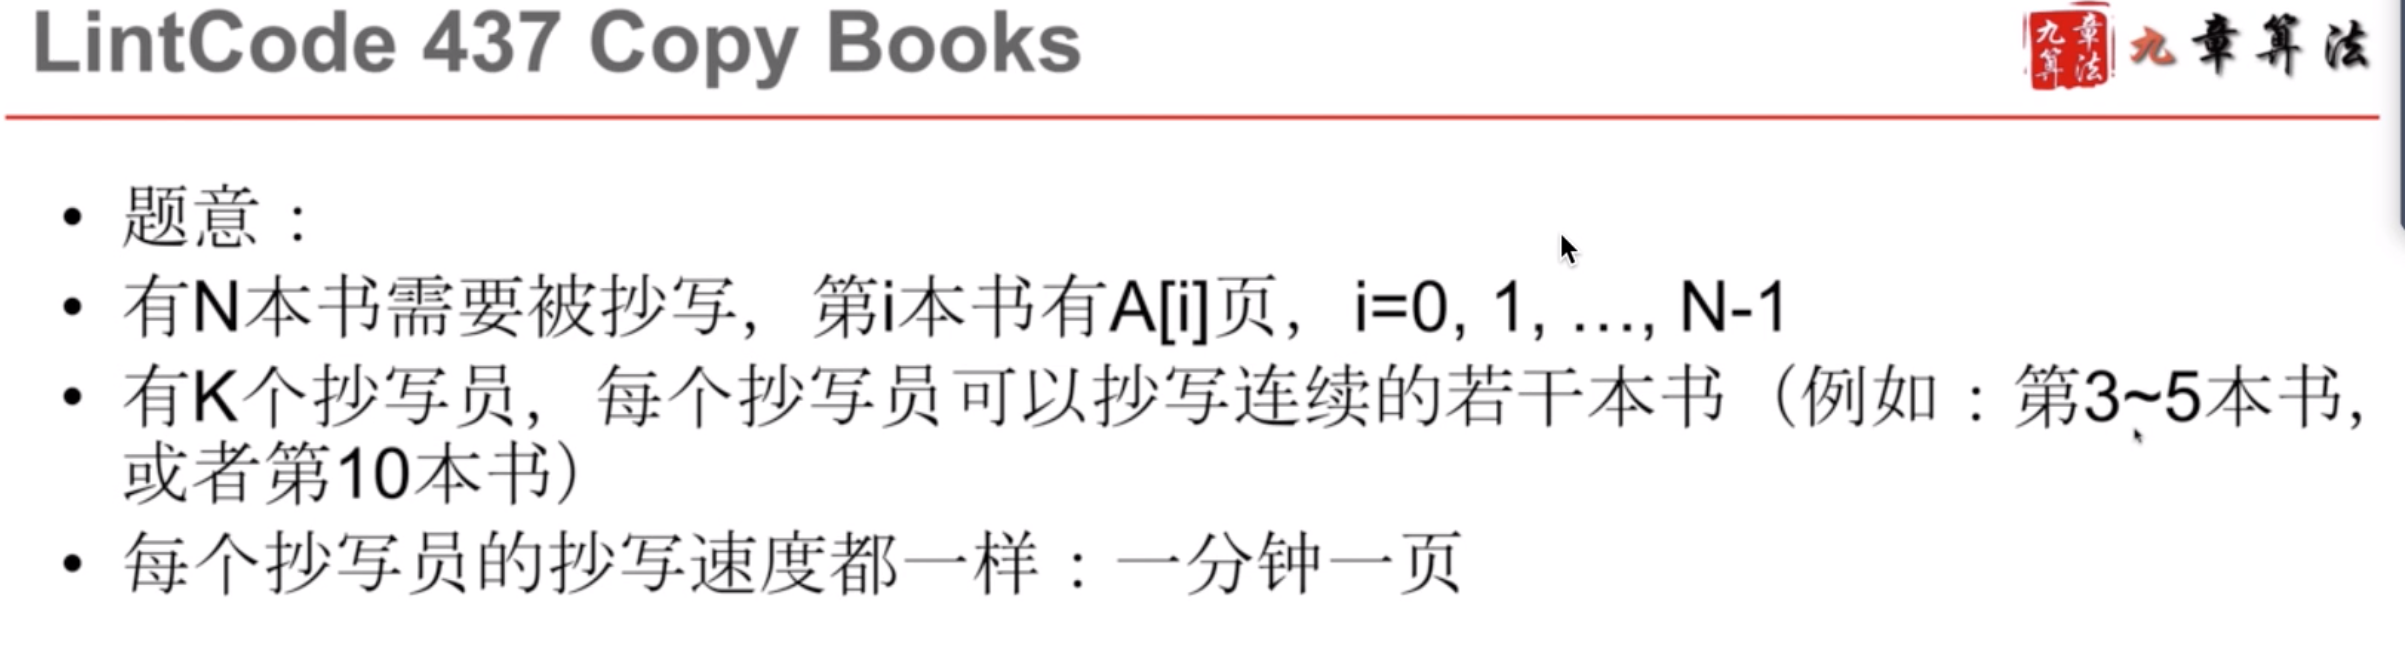 LintCode 437 Copy Books
九章算法
九章算法
• 题意：
• 有N本书需要被抄写，第i本书有A[i]页，i=0, 1, …, N-1
• 有K个抄写员，每个抄写员可以抄写连续的若干本书（例如：第3~5本书，
或者第10本书）
• 每个抄写员的抄写速度都一样：一分钟一页